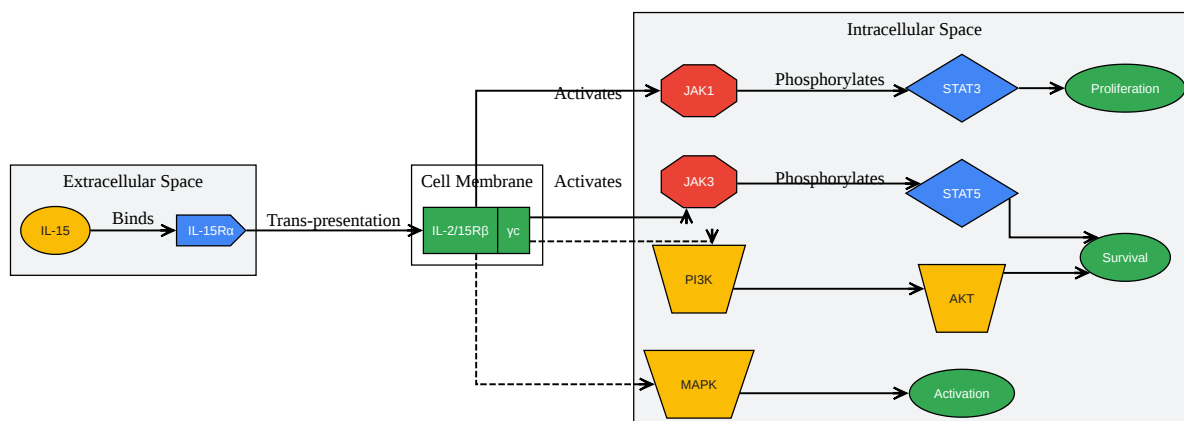 Intracellular Space
JAK1
Phosphorylates
STAT3
Proliferation
Activates
Extracellular Space
Cell Membrane
Activates
JAK3
Phosphorylates
STAT5
IL-15
Binds
IL-15Rα
Trans-presentation
IL-2/15Rβ
γc
Survival
PI3K
AKT
MAPK
Activation